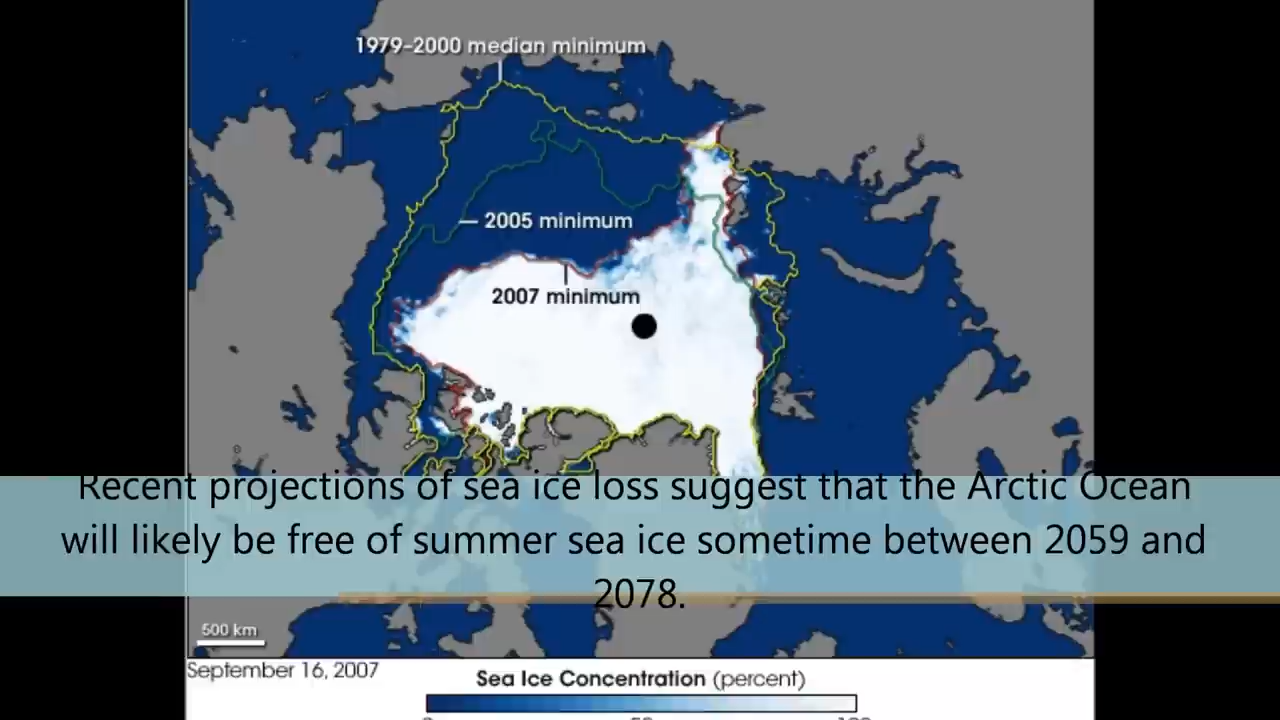 1979-2000 median minimum
2005 minimum
2007 minimum
Recent projections of sea ice loss suggest that the Arctic Ocean
will likely be free of summer sea ice sometime between 2059 and
2078.
500 km
September 16, 2007
Sea Ice Concentration (percent)